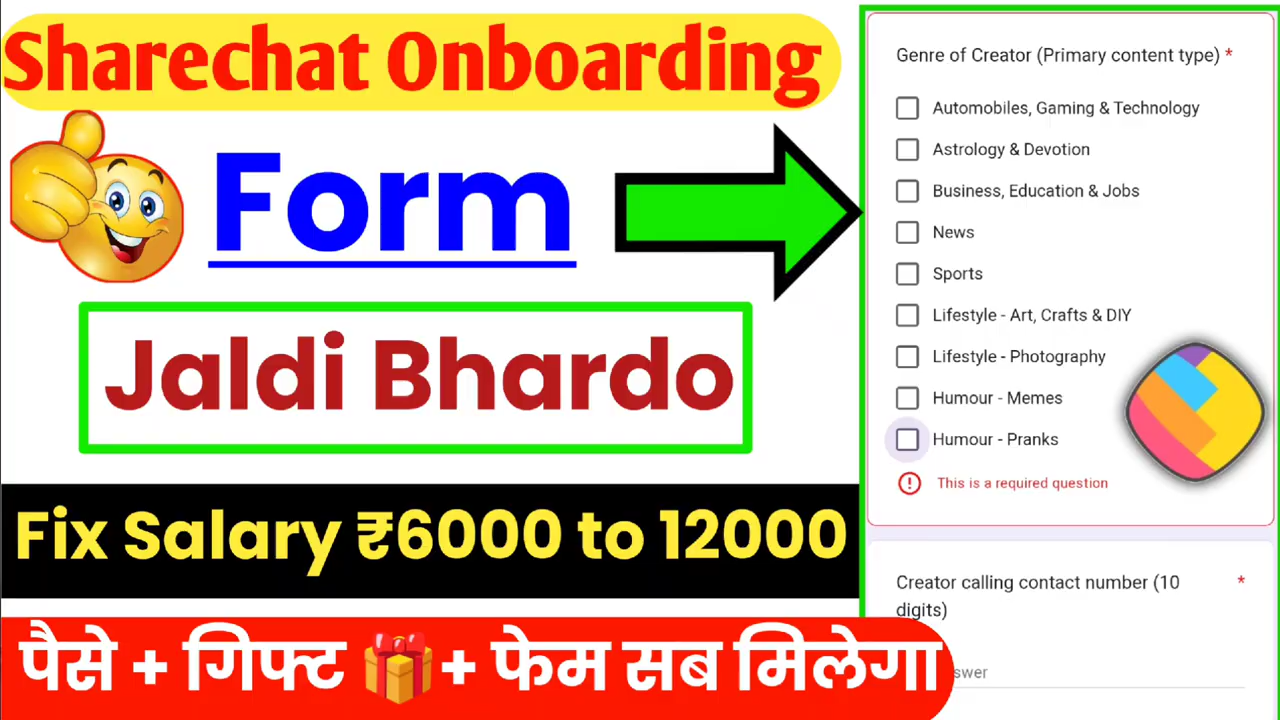 Sharechat Onboarding
Form
Jaldi Bhardo
Fix Salary ₹6000 to 12000
पैसे + गिफ्ट + फेम सब मिलेगा
Genre of Creator (Primary content type) *
Automobiles, Gaming & Technology
Astrology & Devotion
Business, Education & Jobs
News
Sports
Lifestyle - Art, Crafts & DIY
Lifestyle - Photography
Humour - Memes
Humour - Pranks
This is a required question
Creator calling contact number (10 *
digits)